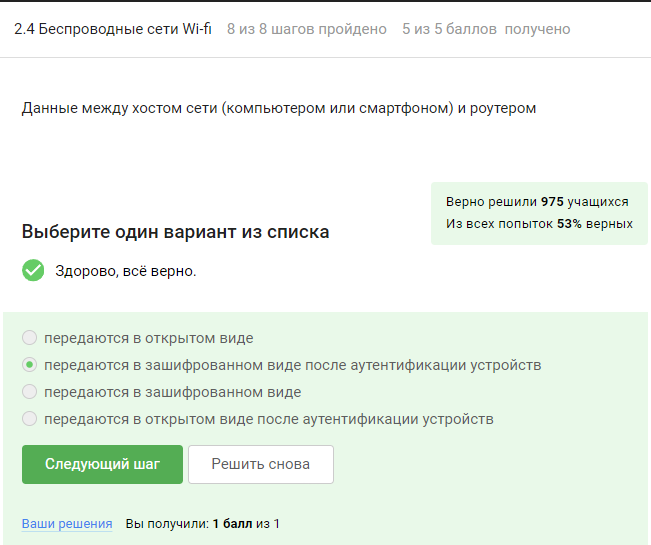 2.4 Беспроводные сети Wi-fi 8 из 8 шагов пройдено 5 из 5 баллов получено
Данные между хостом сети (компьютером или смартфоном) и роутером
Верно решили 975 учащихся
Из всех попыток 53% верных
Выберите один вариант из списка
Здорово, всё верно.
передаются в открытом виде
передаются в зашифрованном виде после аутентификации устройств
передаются в зашифрованном виде
передаются в открытом виде после аутентификации устройств
Следующий шаг Решить снова
Ваши решения Вы получили: 1 балл из 1